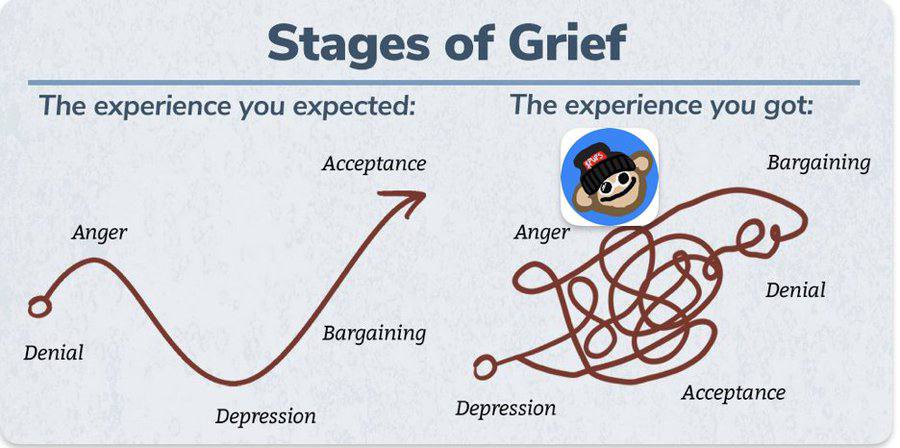 Stages of Grief
The experience you expected:
Acceptance
Anger
Bargaining
Denial
Depression
The experience you got:
Bargaining
Anger
Denial
Acceptance
Depression